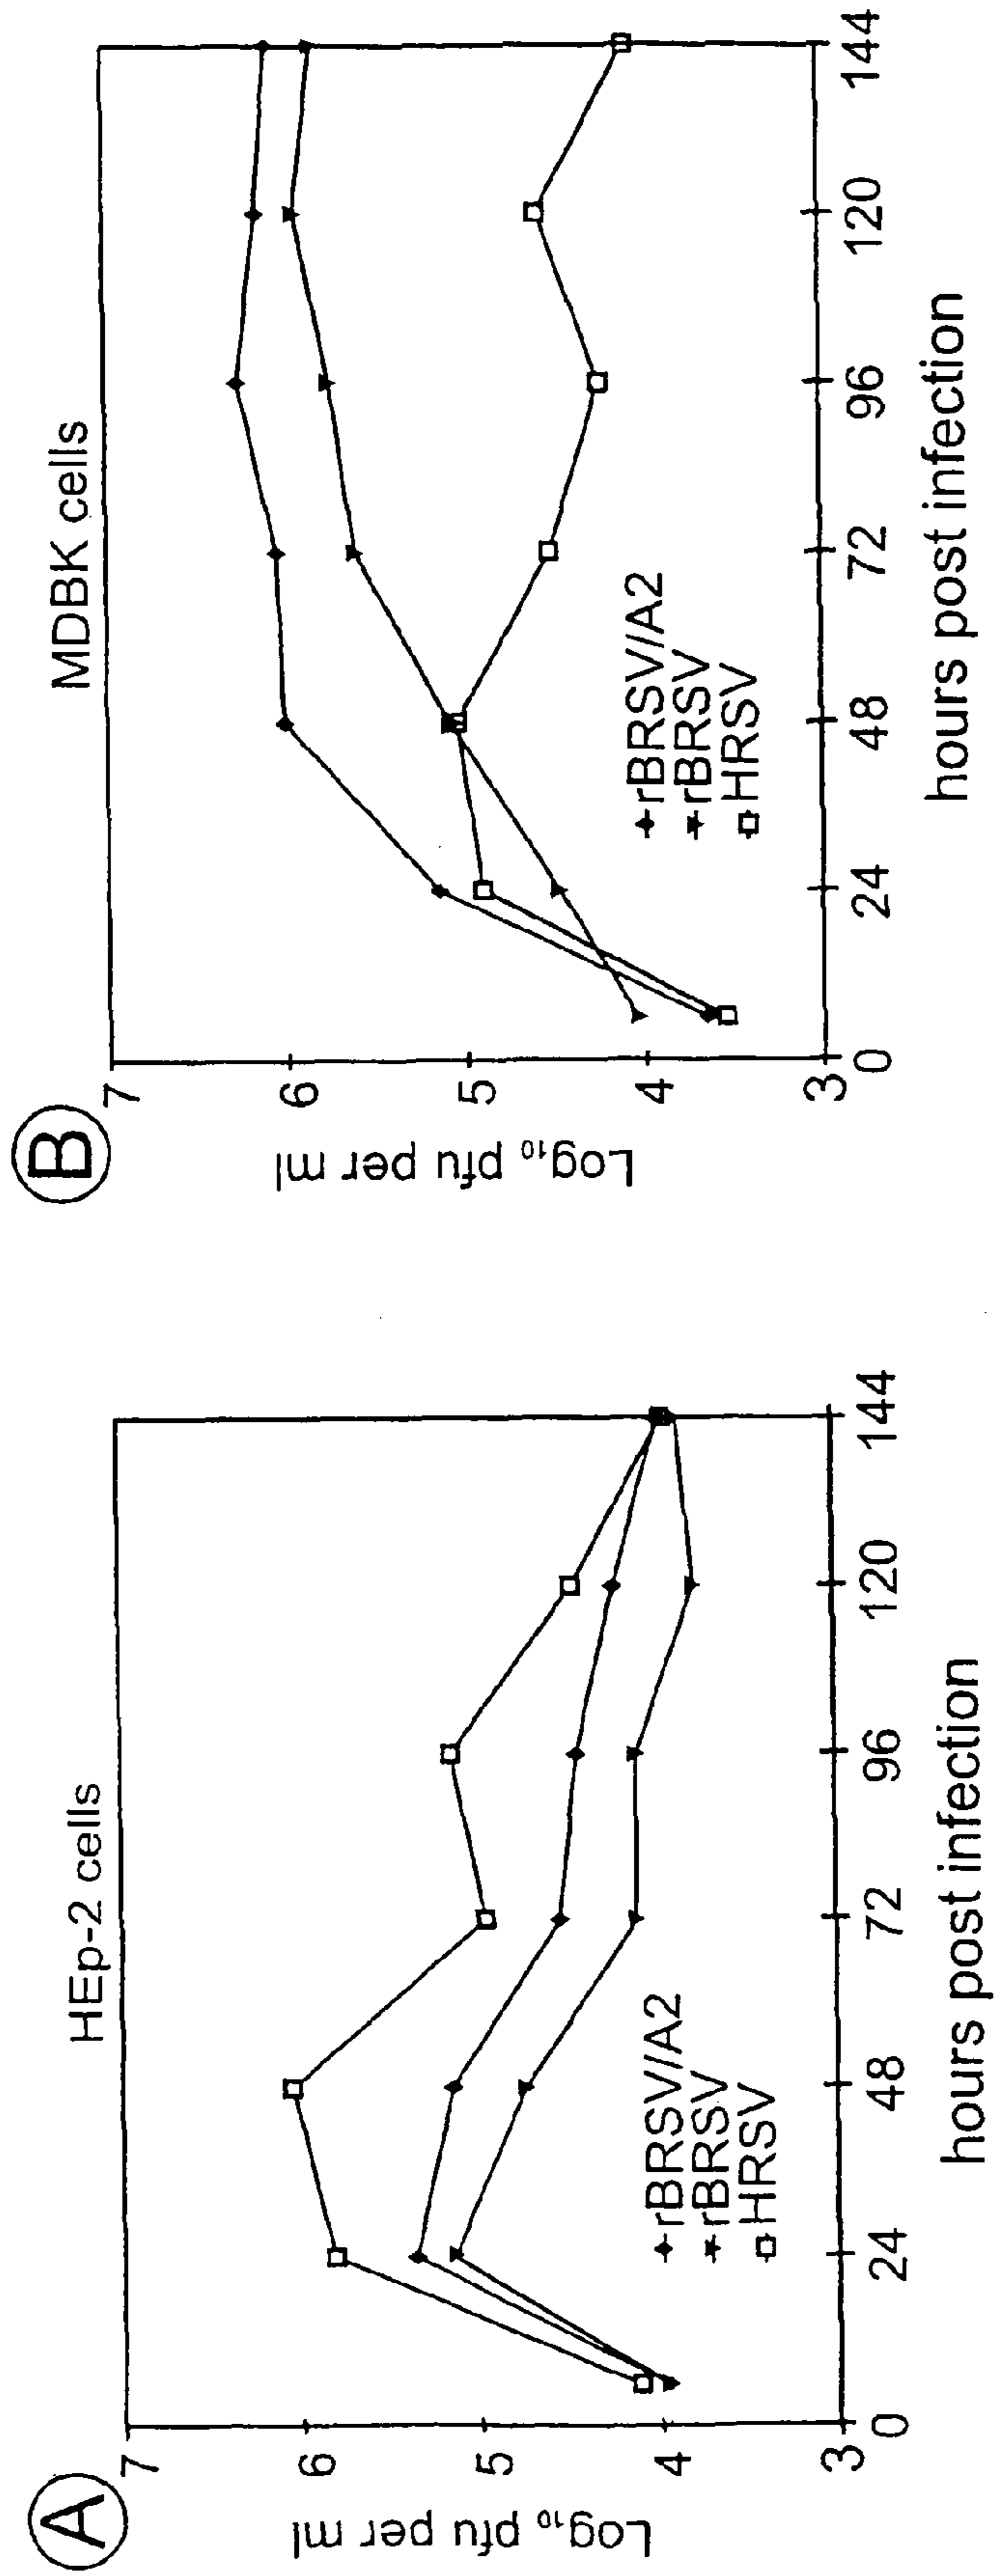 A
HEp-2 cells
Log₁₀ pfu per ml
7
6
5
4
3
rBRSV/A2
rBRSV
HRSV
0 24 48 72 96 120 144
hours post infection
B
MDBK cells
Log₁₀ pfu per ml
7
6
5
4
3
rBRSV/A2
rBRSV
HRSV
0 24 48 72 96 120 144
hours post infection